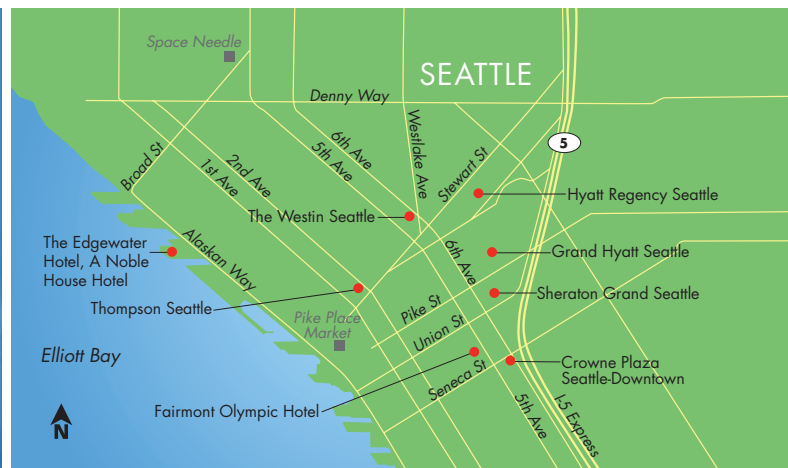 Space Needle
SEATTLE
Denny Way
5
Broad St
1st Ave
2nd Ave
5th Ave
6th Ave
Westlake Ave
Stewart St
Hyatt Regency Seattle
The Westin Seattle
The Edgewater
Hotel, A Noble
House Hotel
Alaskan Way
6th Ave
Grand Hyatt Seattle
Thompson Seattle
Sheraton Grand Seattle
Pike St
Pike Place
Market
Union St
Elliott Bay
Seneca St
Crowne Plaza
Seattle-Downtown
Fairmont Olympic Hotel
5th Ave
I-5 Express
N